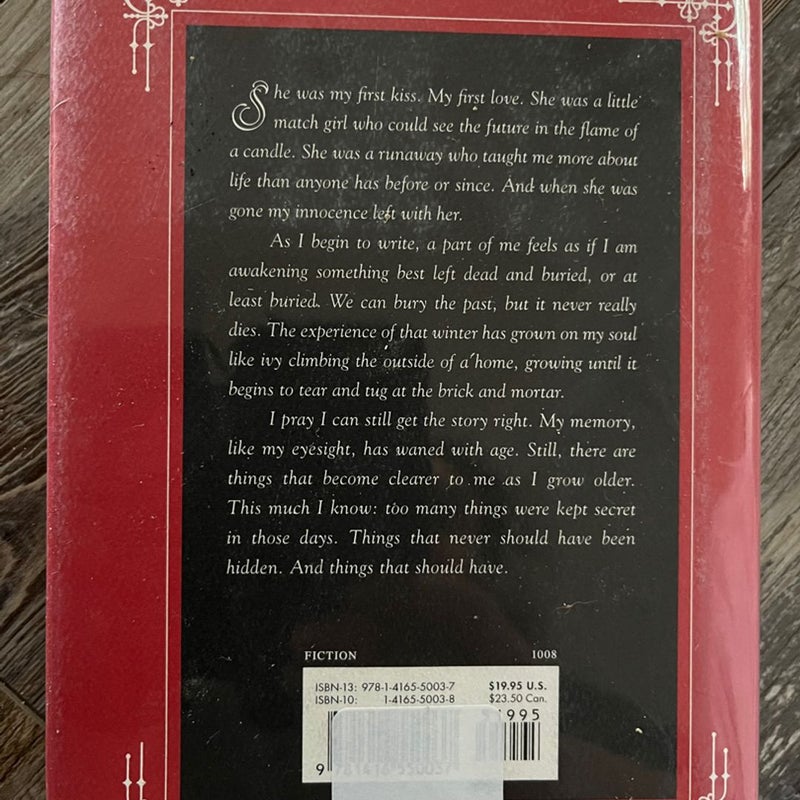 She was my first kiss. My first love. She was a little
match girl who could see the future in the flame of
a candle. She was a runaway who taught me more about
life than anyone has before or since. And when she was
gone my innocence left with her.
As I begin to write, a part of me feels as if I am
awakening something best left dead and buried, or at
least buried. We can bury the past, but it never really
dies. The experience of that winter has grown on my soul
like ivy climbing the outside of a home, growing until it
begins to tear and tug at the brick and mortar.
I pray I can still get the story right. My memory,
like my eyesight, has waned with age. Still, there are
things that become clearer to me as I grow older.
This much I know: too many things were kept secret
in those days. Things that never should have been
hidden. And things that should have.
FICTION 1008
ISBN-13: 978-1-4165-5003-7 $19.95 U.S.
ISBN-10: 1-4165-5003-8 $23.50 Can.
1995